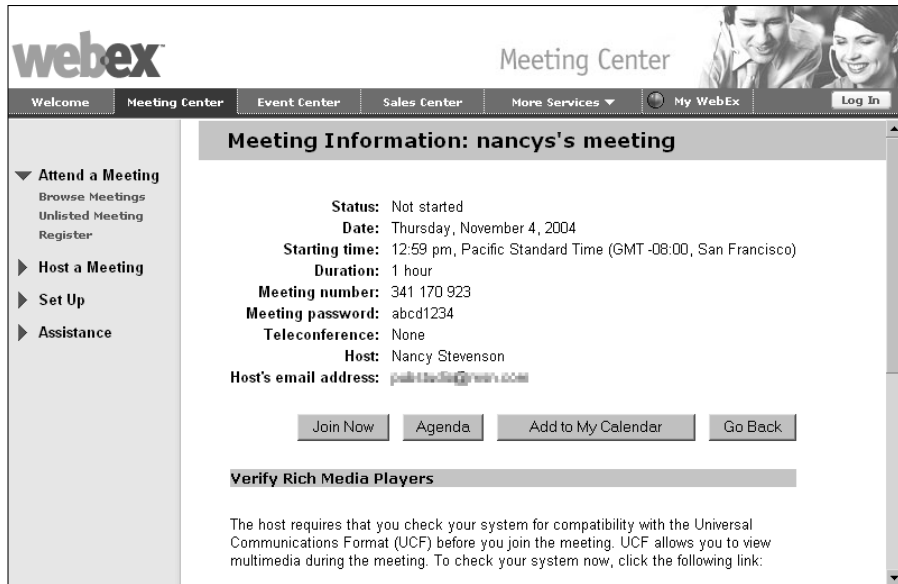 webex
Meeting Center
Welcome Meeting Center Event Center Sales Center More Services My WebEx Log In
Attend a Meeting
Browse Meetings
Unlisted Meeting
Register
Host a Meeting
Set Up
Assistance
Meeting Information: nancys's meeting
Status: Not started
Date: Thursday, November 4, 2004
Starting time: 12:59 pm, Pacific Standard Time (GMT -08:00, San Francisco)
Duration: 1 hour
Meeting number: 341 170 923
Meeting password: abcd1234
Teleconference: None
Host: Nancy Stevenson
Host's email address:
Join Now Agenda Add to My Calendar Go Back
Verify Rich Media Players
The host requires that you check your system for compatibility with the Universal
Communications Format (UCF) before you join the meeting. UCF allows you to view
multimedia during the meeting. To check your system now, click the following link: